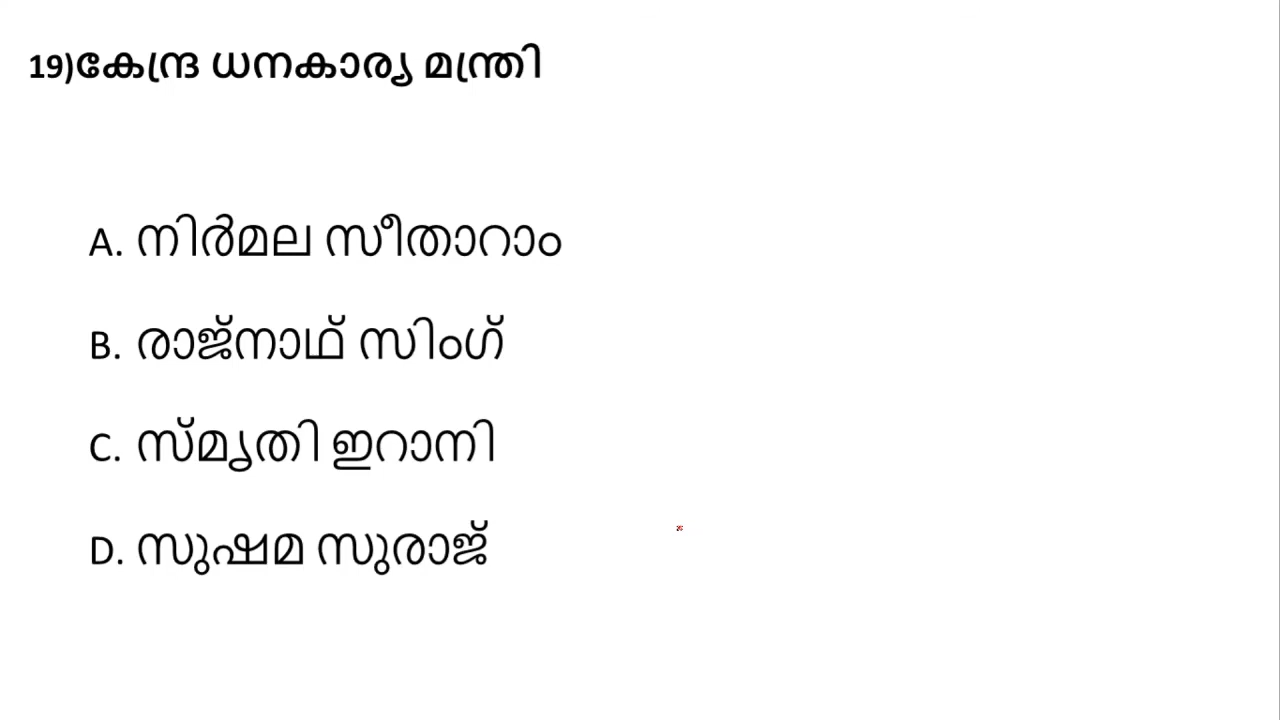 19)കേന്ദ്ര ധനകാര്യ മന്ത്രി
A. നിർമല സീതാറാം
B. രാജ്നാഥ് സിംഗ്
C. സ്മൃതി ഇറാനി
D. സുഷമ സുരാജ്